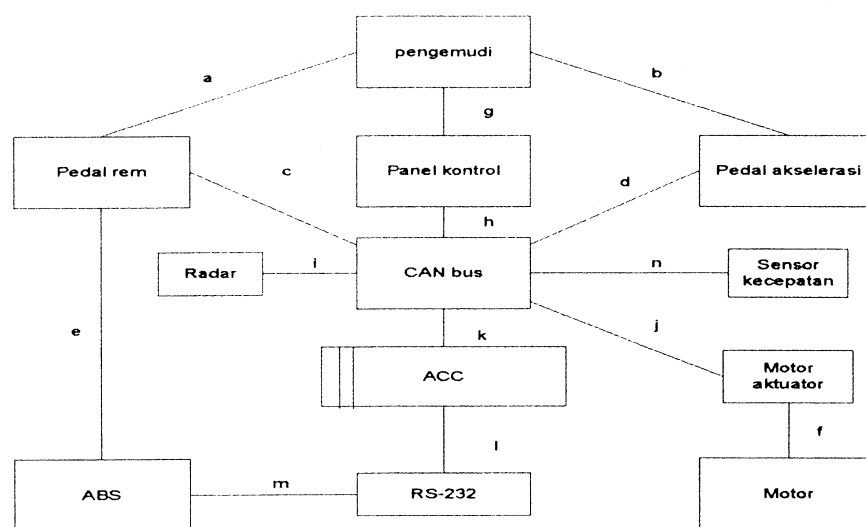 pengemudi
a
b
g
Pedal rem
Panel kontrol
Pedal akselerasi
c
d
h
Radar
i
CAN bus
n
Sensor
kecepatan
e
k
j
ACC
Motor
aktuator
l
f
ABS
m
RS-232
Motor